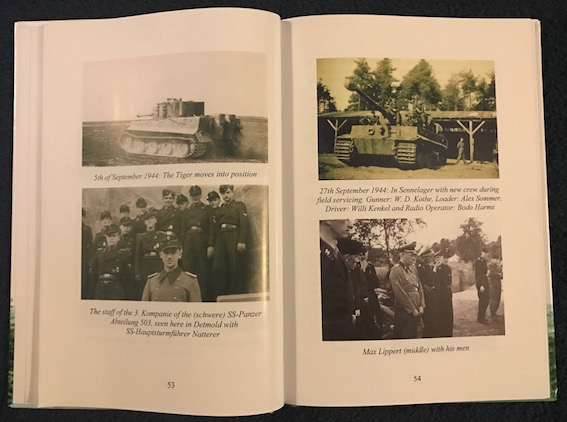 5th of September 1944: The Tiger moves into position
The staff of the 3. Kompanie of the (schwere) SS-Panzer
Abteilung 503, seen here in Detmold with
SS-Hauptsturmführer Natterer
53
27th September 1944: In Sennelager with new crew during
field servicing. Gunner: W. D. Kothe, Loader: Alex Sommer,
Driver: Willi Kenkel and Radio Operator: Bodo Harms
Max Lippert (middle) with his men
54